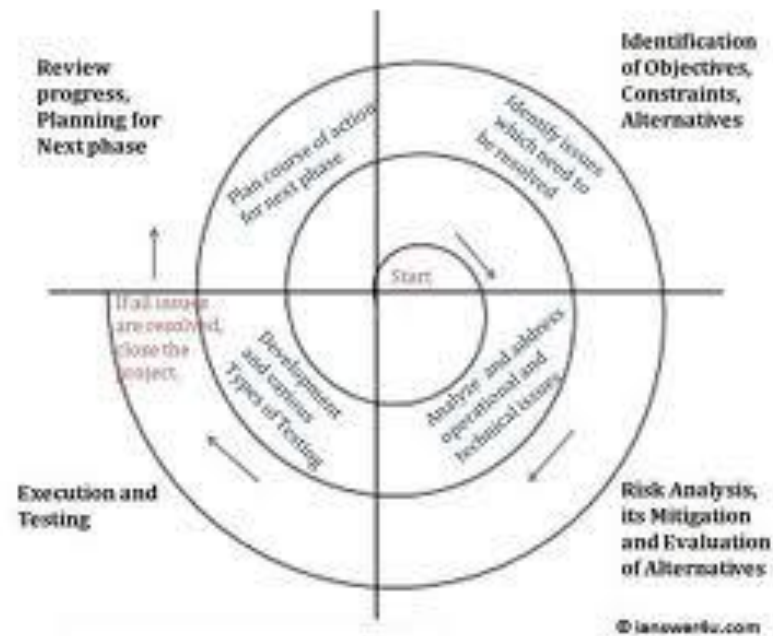 Review
progress,
Planning for
Next phase
Identification
of Objectives,
Constraints,
Alternatives
Plan course of action
for next phase
Identify issues
which need to
be resolved
Start
If all issues
are resolved,
close the
project.
Development
and various
Types of Testing
Analyze and address
operational and
technical issues
Execution and
Testing
Risk Analysis,
its Mitigation
and Evaluation
of Alternatives
© ianswer4u.com